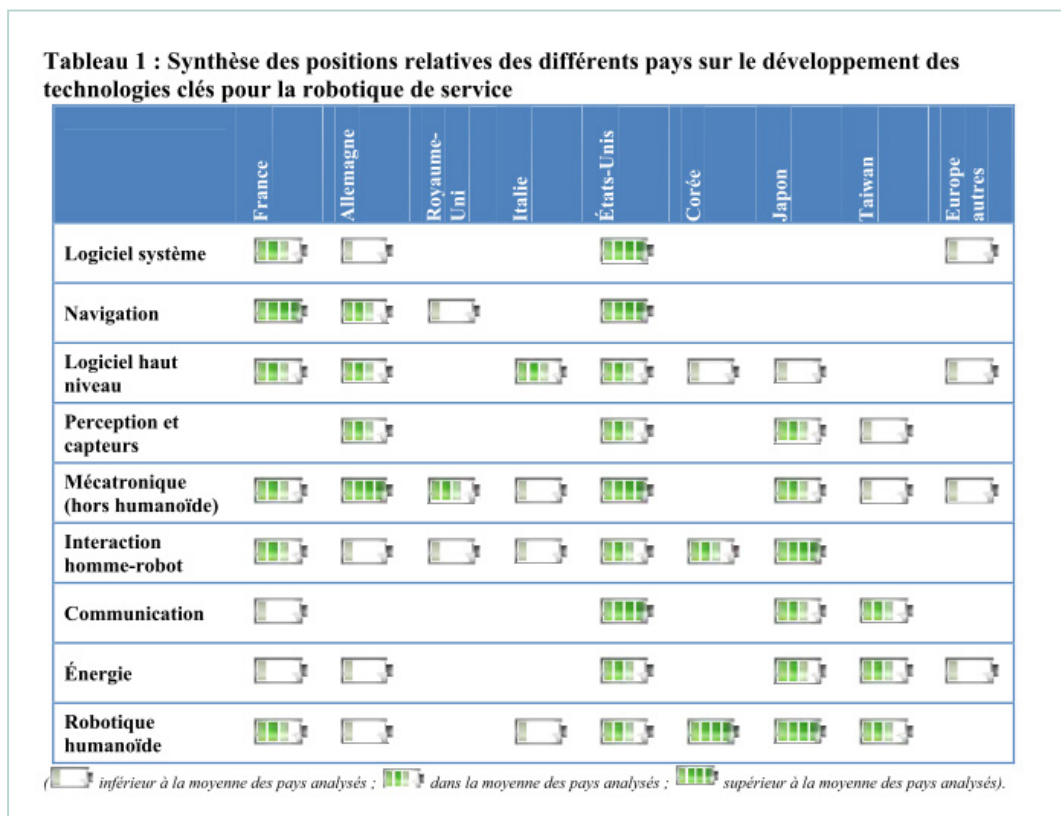 Tableau 1 : Synthèse des positions relatives des différents pays sur le développement des
technologies clés pour la robotique de service
France
Allemagne
Royaume-
Uni
Italie
États-Unis
Corée
Japon
Taiwan
Europe
autres
Logiciel système
Navigation
Logiciel haut
niveau
Perception et
capteurs
Mécatronique
(hors humanoïde)
Interaction
homme-robot
Communication
Énergie
Robotique
humanoïde
( inférieur à la moyenne des pays analysés ; dans la moyenne des pays analysés ; supérieur à la moyenne des pays analysés).